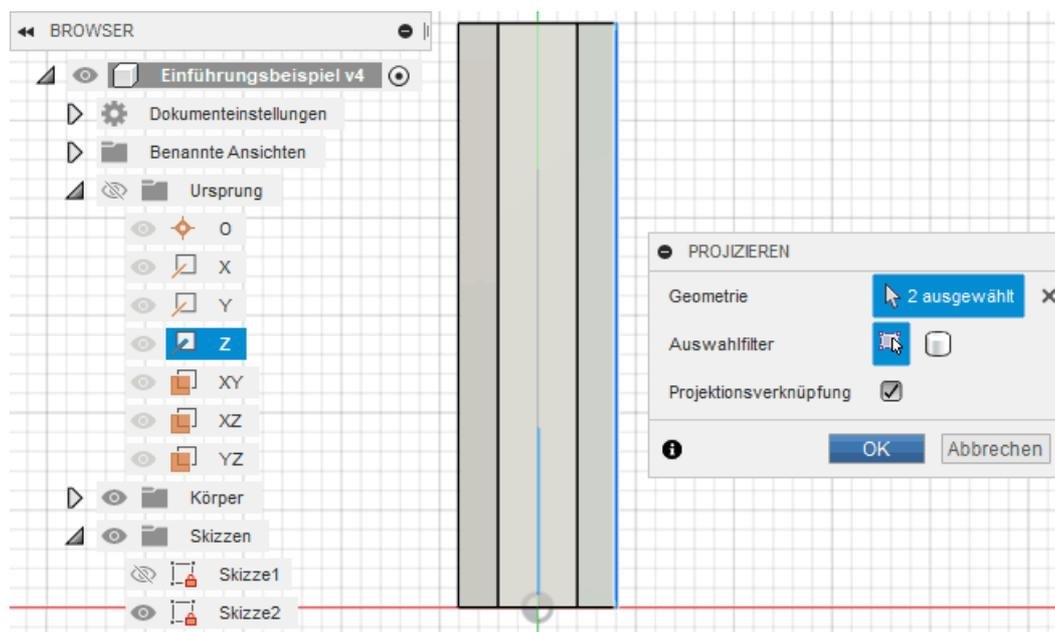 BROWSER
Einführungsbeispiel v4
Dokumenteinstellungen
Benannte Ansichten
Ursprung
O
X
Y
Z
XY
XZ
YZ
Körper
Skizzen
Skizze1
Skizze2
PROJIZIEREN
Geometrie 2 ausgewählt
Auswahlfilter
Projektionsverknüpfung
OK Abbrechen